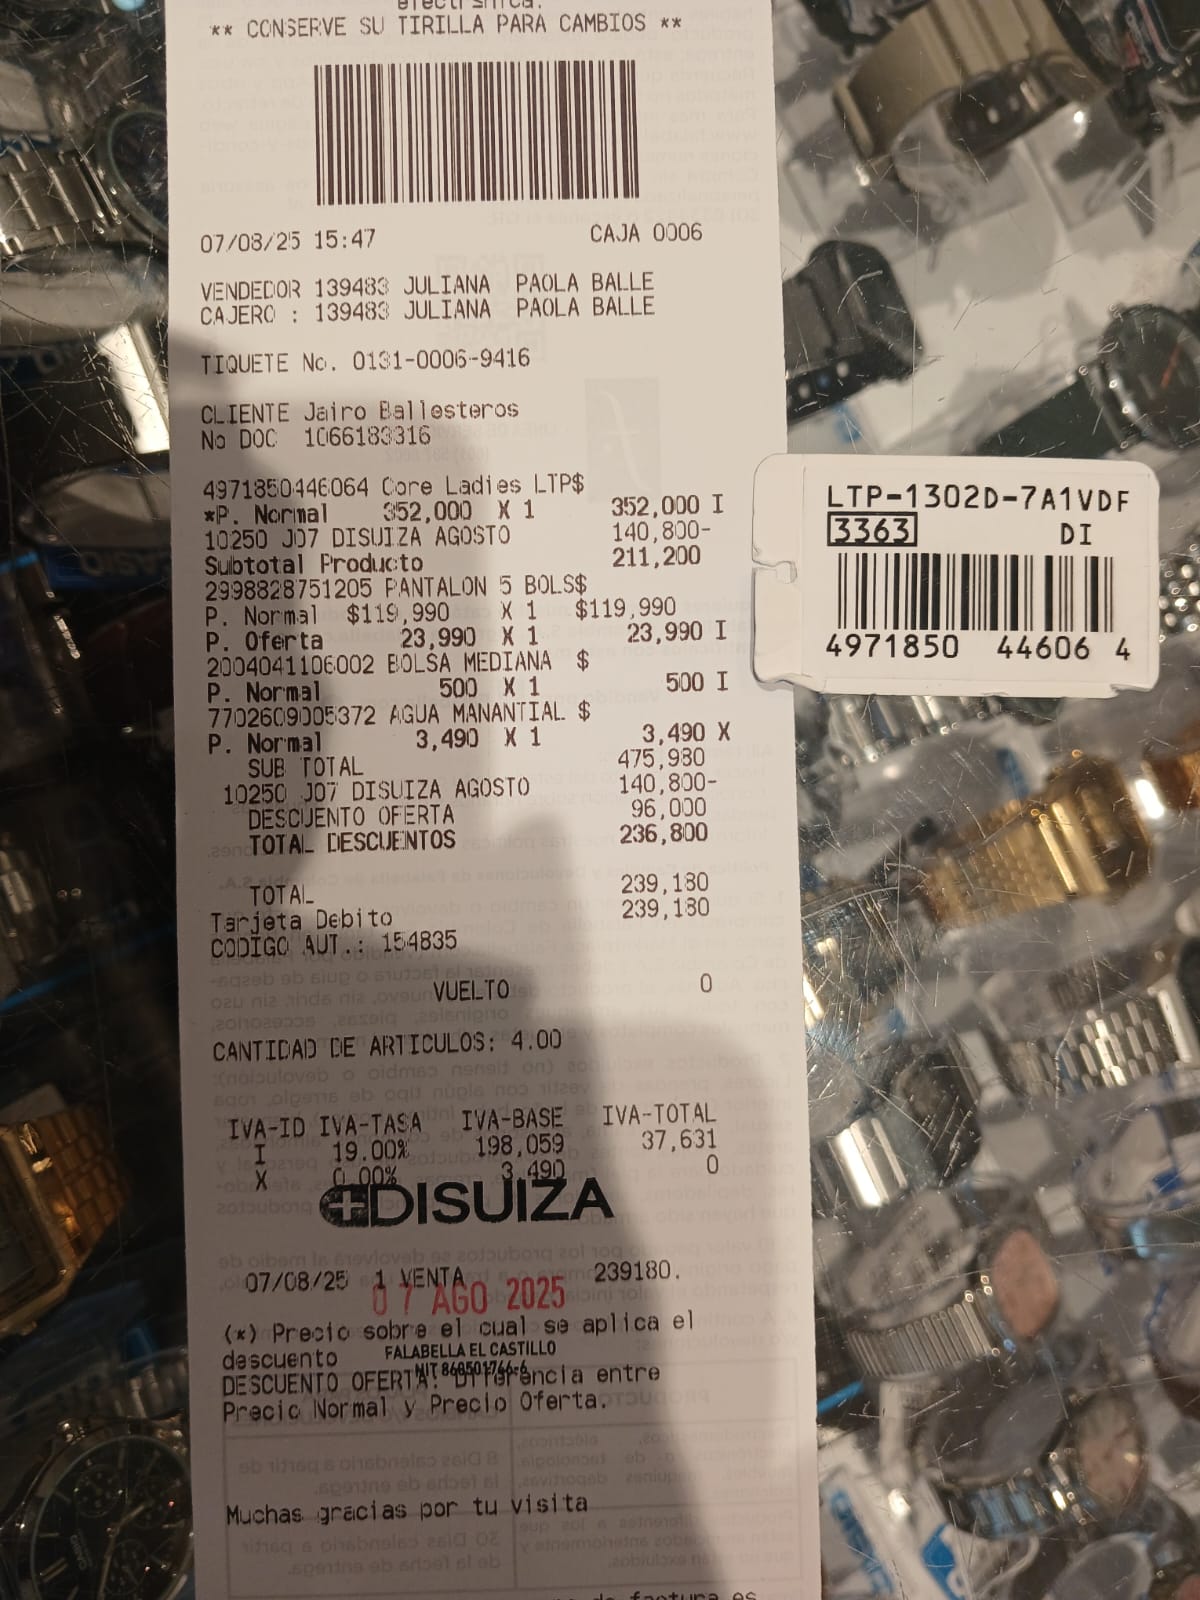 ** CONSERVE SU TIRILLA PARA CAMBIOS **
07/08/25 15:47 CAJA 0006
VENDEDOR 139483 JULIANA PAOLA BALLE
CAJERO : 139483 JULIANA PAOLA BALLE
TIQUETE No. 0131-0006-9416
CLIENTE Jairo Ballesteros
No DOC 1066183316
4971850446064 Core Ladies LTP$
*P. Normal 352,000 X 1 352,000 I
10250 J07 DISUIZA AGOSTO 140,800-
Subtotal Producto 211,200
2998828751205 PANTALON 5 BOLS$
P. Normal $119,990 X 1 $119,990
P. Oferta 23,990 X 1 23,990 I
2004041106002 BOLSA MEDIANA $
P. Normal 500 X 1 500 I
7702609005372 AGUA MANANTIAL $
P. Normal 3,490 X 1 3,490 X
SUB TOTAL 475,980
10250 J07 DISUIZA AGOSTO 140,800-
DESCUENTO OFERTA 96,000
TOTAL DESCUENTOS 236,800
TOTAL 239,180
Tarjeta Debito 239,180
CODIGO AUT.: 154835
VUELTO 0
CANTIDAD DE ARTICULOS: 4.00
IVA-ID IVA-TASA IVA-BASE IVA-TOTAL
I 19.00% 198,059 37,631
X 0.00% 3,490 0
DISUIZA
07/08/25 1 VENTA 239180.
07 AGO 2025
(*) Precio sobre el cual se aplica el
descuento
FALABELLA EL CASTILLO
NIT 860501766-6
DESCUENTO OFERTA: Diferencia entre
Precio Normal y Precio Oferta.
Muchas gracias por tu visita
LTP-1302D-7A1VDF
3363 DI
4971850 44606 4